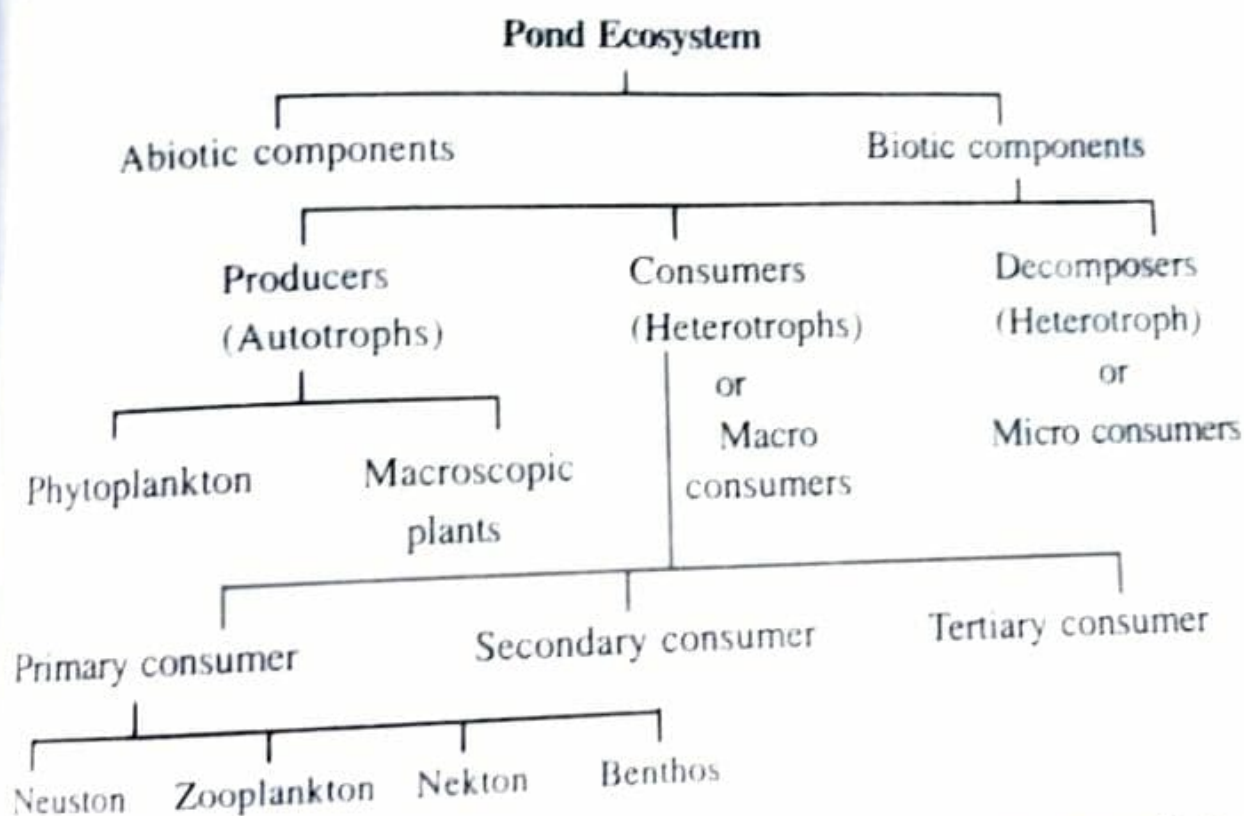 Pond Ecosystem
Abiotic components
Biotic components
Producers
(Autotrophs)
Consumers
(Heterotrophs)
or
Macro
consumers
Decomposers
(Heterotroph)
or
Micro consumers
Phytoplankton
Macroscopic
plants
Primary consumer
Secondary consumer
Tertiary consumer
Neuston
Zooplankton
Nekton
Benthos